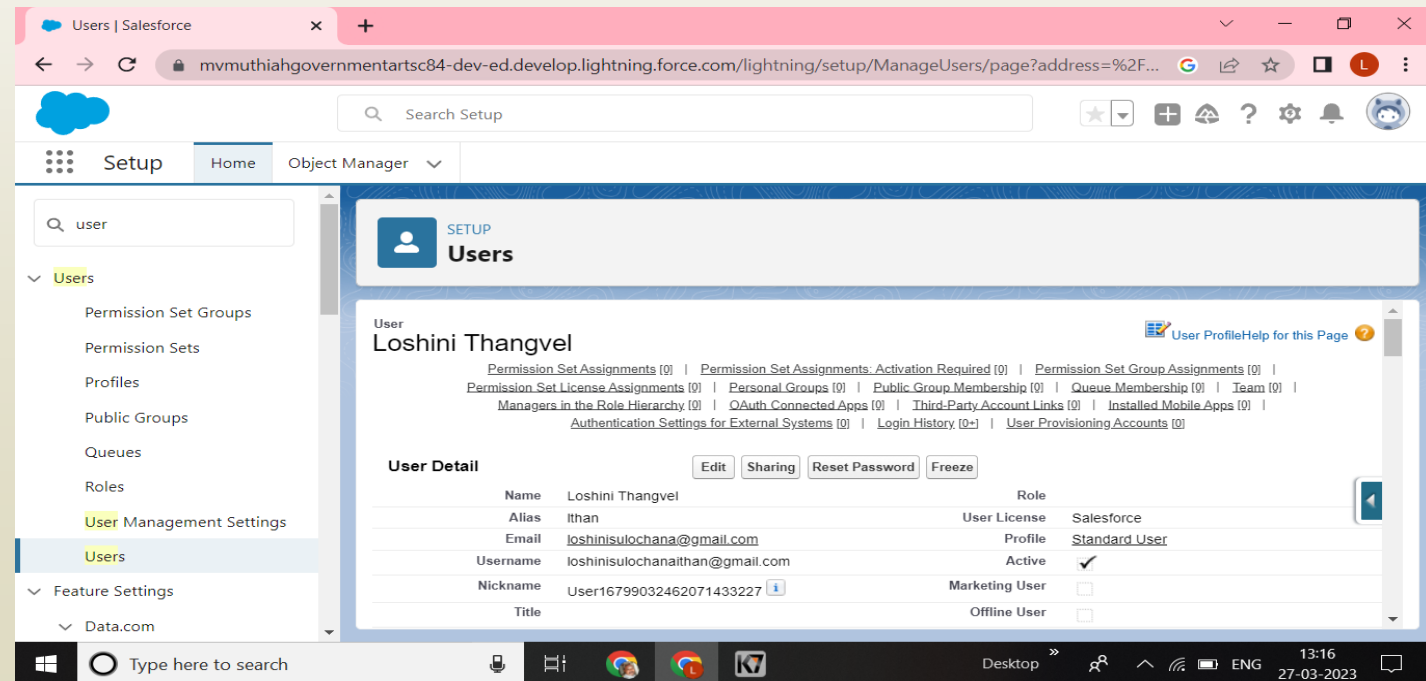 Users | Salesforce
mvmuthiahgovernmentartsc84-dev-ed.develop.lightning.force.com/lightning/setup/ManageUsers/page?address=%2F...
G
L
Search Setup
Setup Home Object Manager
user
Users
Permission Set Groups
Permission Sets
Profiles
Public Groups
Queues
Roles
User Management Settings
Users
Feature Settings
Data.com
SETUP
Users
User
Loshini Thangvel
User ProfileHelp for this Page ?
Permission Set Assignments [0] | Permission Set Assignments: Activation Required [0] | Permission Set Group Assignments [0] |
Permission Set License Assignments [0] | Personal Groups [0] | Public Group Membership [0] | Queue Membership [0] | Team [0] |
Managers in the Role Hierarchy [0] | OAuth Connected Apps [0] | Third-Party Account Links [0] | Installed Mobile Apps [0] |
Authentication Settings for External Systems [0] | Login History [0+] | User Provisioning Accounts [0]
User Detail Edit Sharing Reset Password Freeze
Name Loshini Thangvel Role
Alias lthan User License Salesforce
Email loshinisulochana@gmail.com Profile Standard User
Username loshinisulochanaithan@gmail.com Active
Nickname User16799032462071433227 i Marketing User
Title Offline User
Type here to search
L
K7
Desktop » ENG 13:16
27-03-2023